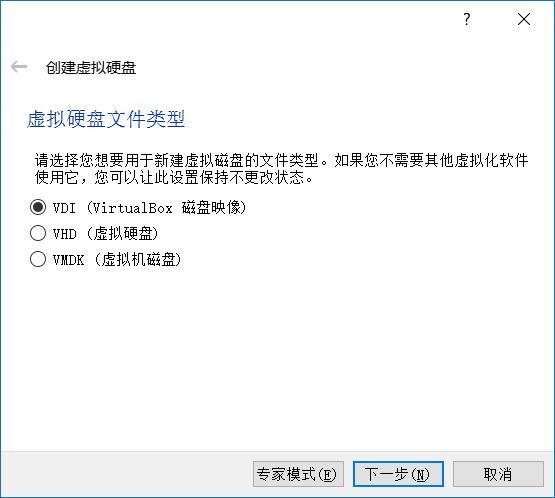 ?
创建虚拟硬盘
虚拟硬盘文件类型
请选择您想要用于新建虚拟磁盘的文件类型。如果您不需要其他虚拟化软件
使用它，您可以让此设置保持不更改状态。
VDI (VirtualBox 磁盘映像)
VHD (虚拟硬盘)
VMDK (虚拟机磁盘)
专家模式(E) 下一步(N) 取消